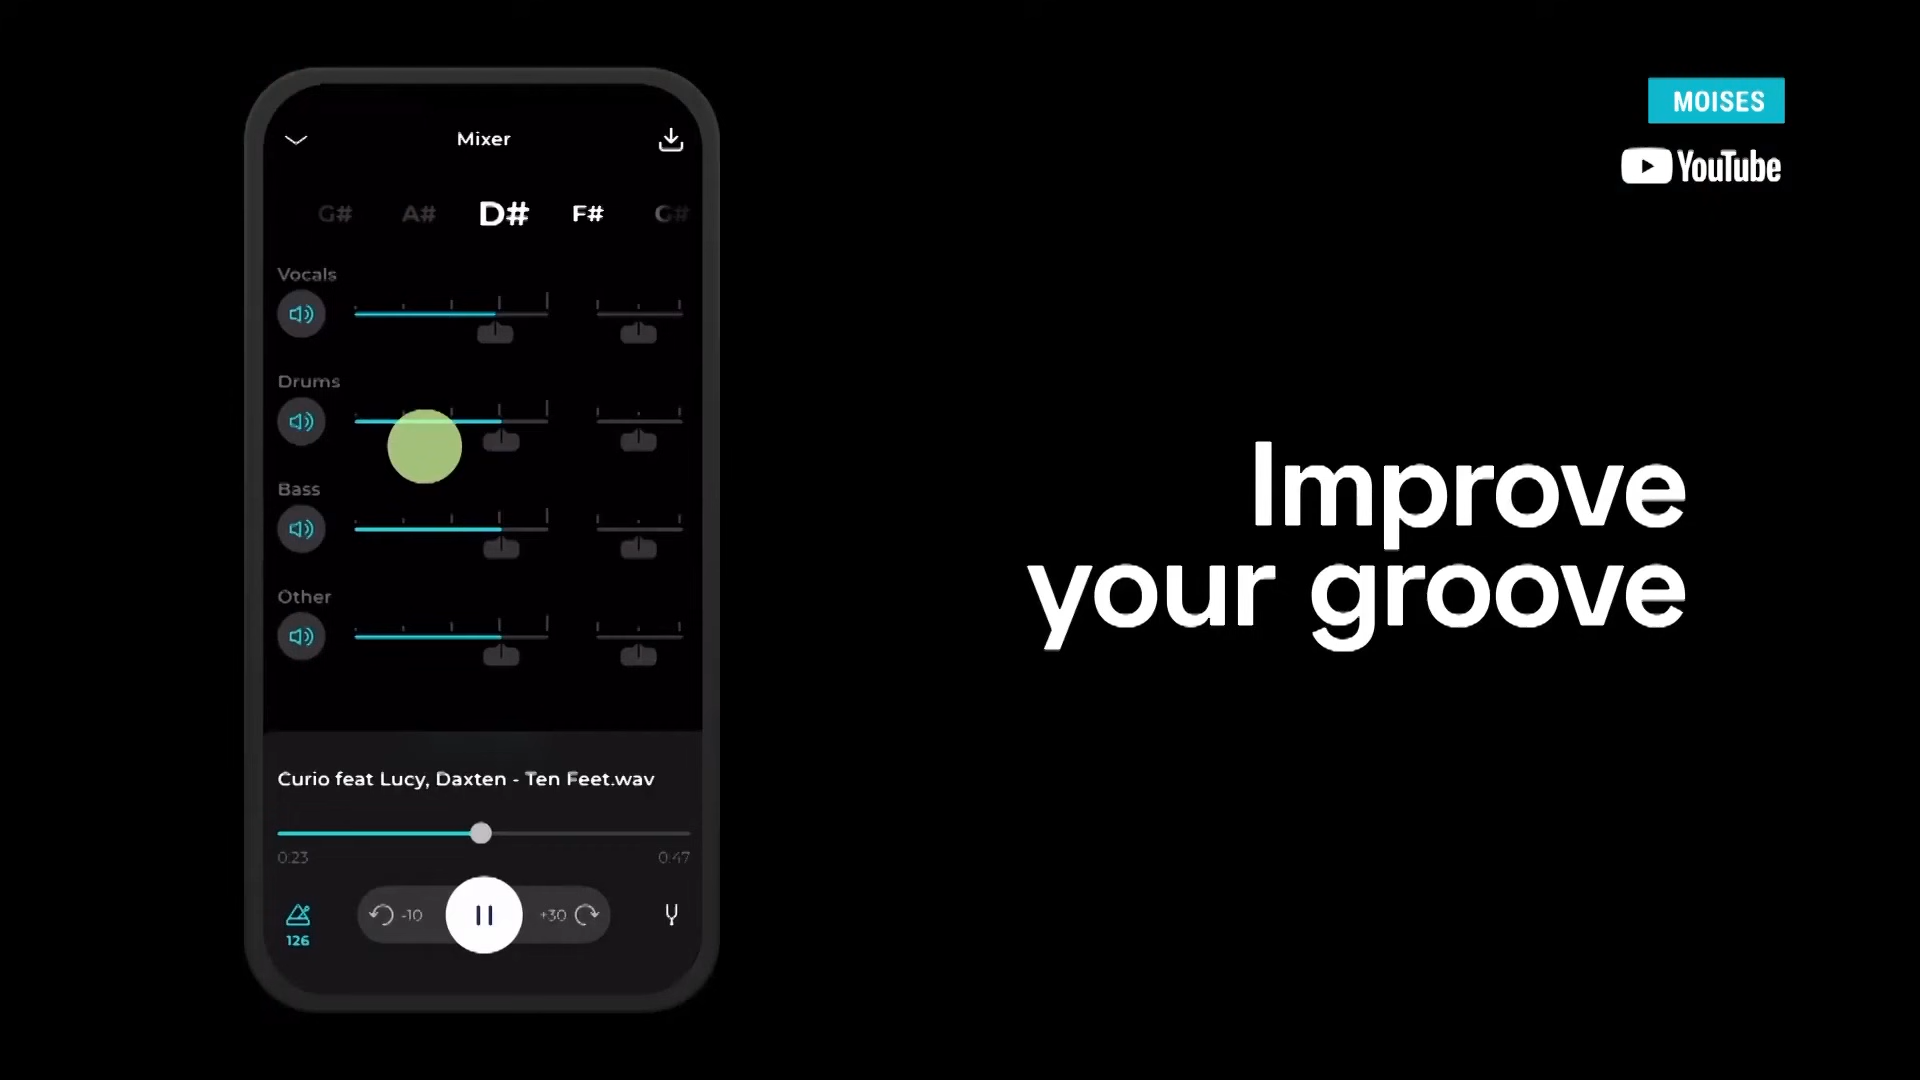 MOISES
YouTube
Mixer
G# A# D# F# G#
Vocals
Drums
Bass
Other
Curio feat Lucy, Daxten - Ten Feet.wav
0:23 0:47
-10 +30
126
Improve
your groove